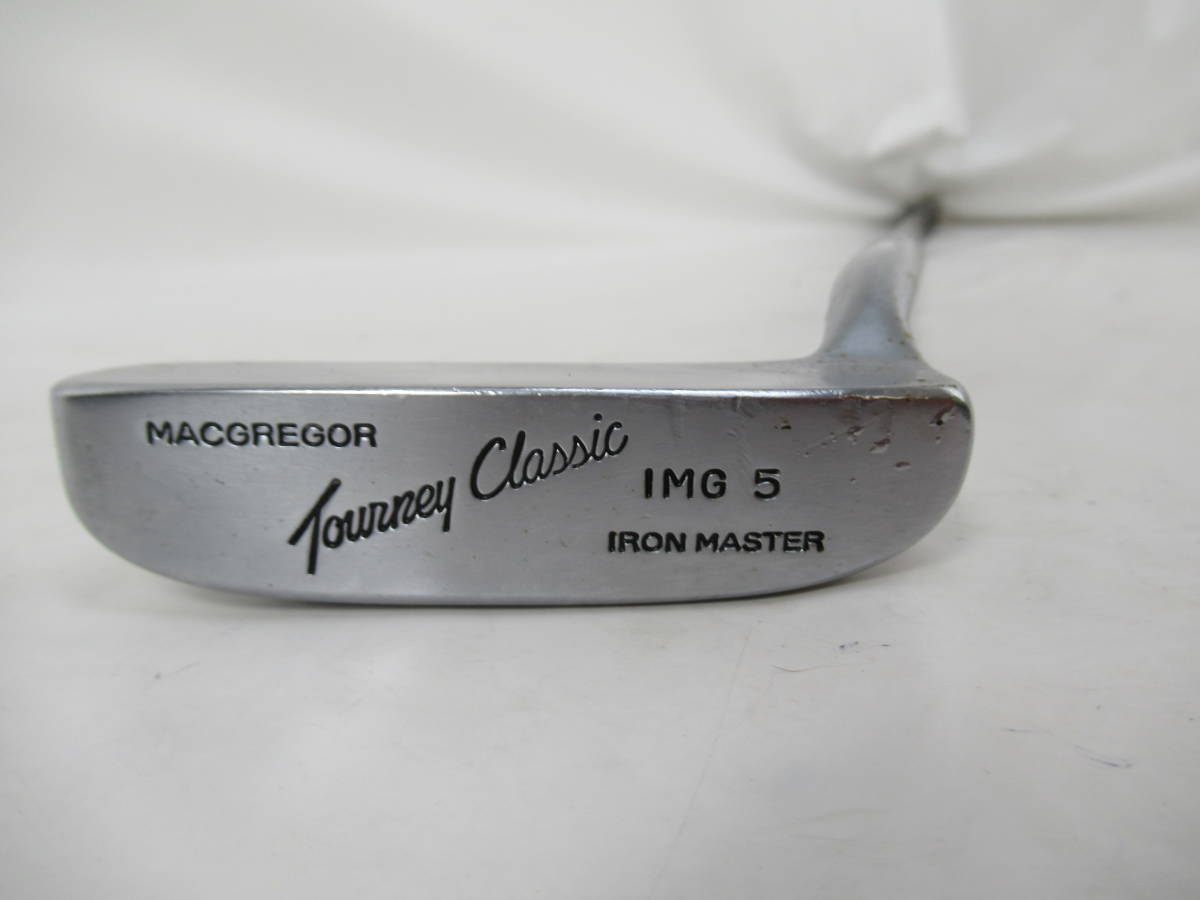 MACGREGOR
Tourney Classic
IMG 5
IRON MASTER